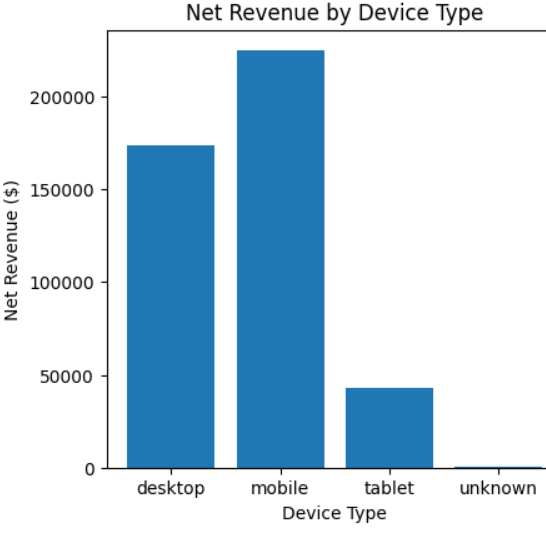 Net Revenue by Device Type
Net Revenue ($)
200000
150000
100000
50000
0
desktop mobile tablet unknown
Device Type